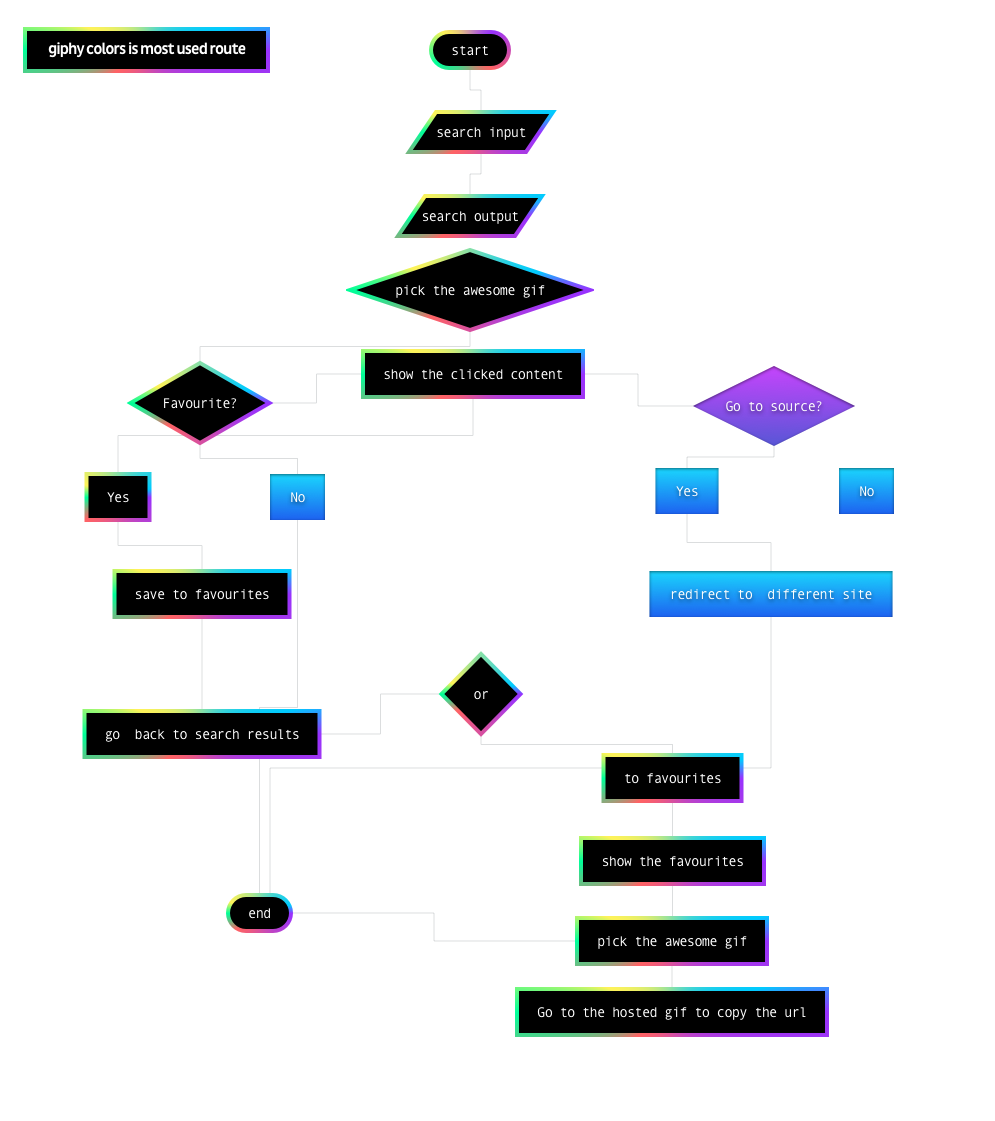 giphy colors is most used route
start
search input
search output
pick the awesome gif
show the clicked content
Favourite?
Go to source?
Yes
No
Yes
No
save to favourites
redirect to  different site
or
go  back to search results
to favourites
show the favourites
end
pick the awesome gif
Go to the hosted gif to copy the url